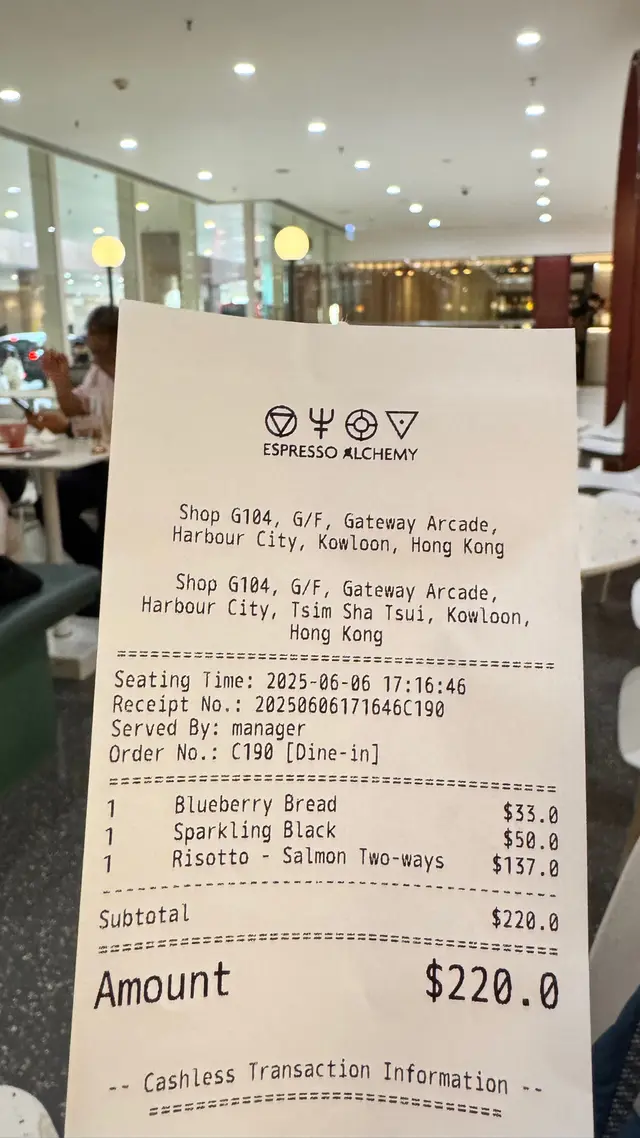 ESPRESSO ALCHEMY
Shop G104, G/F, Gateway Arcade,
Harbour City, Kowloon, Hong Kong
Shop G104, G/F, Gateway Arcade,
Harbour City, Tsim Sha Tsui, Kowloon,
Hong Kong
==========================================
Seating Time: 2025-06-06 17:16:46
Receipt No.: 20250606171646C190
Served By: manager
Order No.: C190 [Dine-in]
==========================================
1 Blueberry Bread $33.0
1 Sparkling Black $50.0
1 Risotto - Salmon Two-ways $137.0
------------------------------------------
Subtotal $220.0
==========================================
Amount $220.0
-- Cashless Transaction Information --
==================================